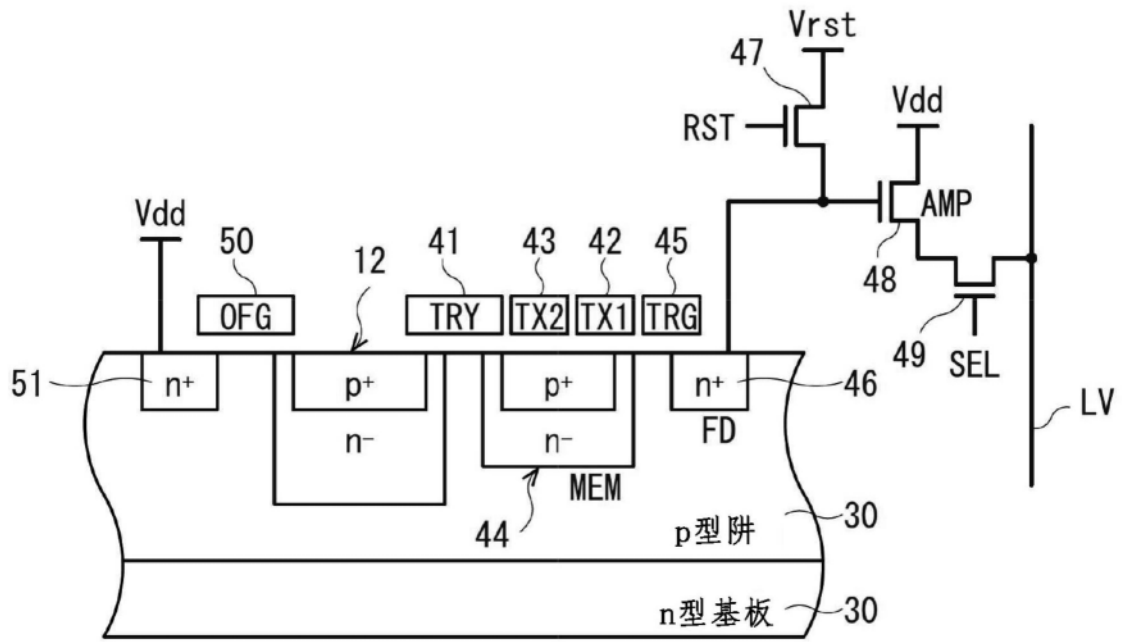 Vrst
47
Vdd
RST
AMP
Vdd
50
41
43
42
45
48
12
OFG
TRY
TX2
TX1
TRG
49
SEL
51
n+
p+
p+
n+
46
FD
LV
n−
n−
MEM
44
p型阱
30
n型基板
30